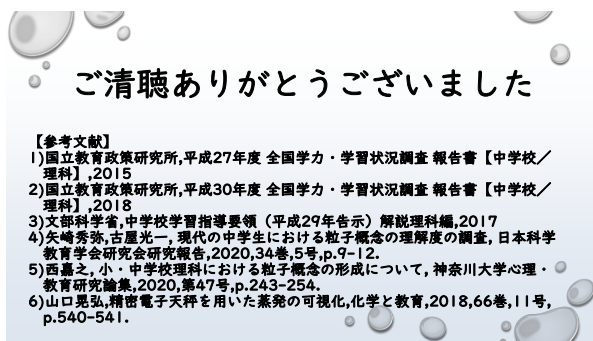 ご清聴ありがとうございました
【参考文献】
1)国立教育政策研究所,平成27年度 全国学力・学習状況調査 報告書【中学校／
理科】,2015
2)国立教育政策研究所,平成30年度 全国学力・学習状況調査 報告書【中学校／
理科】,2018
3)文部科学省,中学校学習指導要領（平成29年告示）解説理科編,2017
4)矢崎秀弥,古屋光一, 現代の中学生における粒子概念の理解度の調査, 日本科学
教育学会研究会研究報告,2020,34巻,5号,p.9-12.
5)西嘉之, 小・中学校理科における粒子概念の形成について, 神奈川大学心理・
教育研究論集,2020,第47号,p.243-254.
6)山口晃弘,精密電子天秤を用いた蒸発の可視化,化学と教育,2018,66巻,11号,
p.540-541.